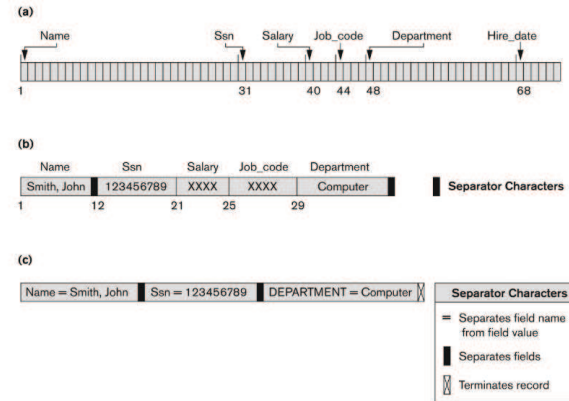 (a)
Name Ssn Salary Job_code Department Hire_date
1 31 40 44 48 68
(b)
Name Ssn Salary Job_code Department
Smith, John 123456789 XXXX XXXX Computer Separator Characters
1 12 21 25 29
(c)
Name = Smith, John Ssn = 123456789 DEPARTMENT = Computer
Separator Characters
= Separates field name
from field value
Separates fields
Terminates record